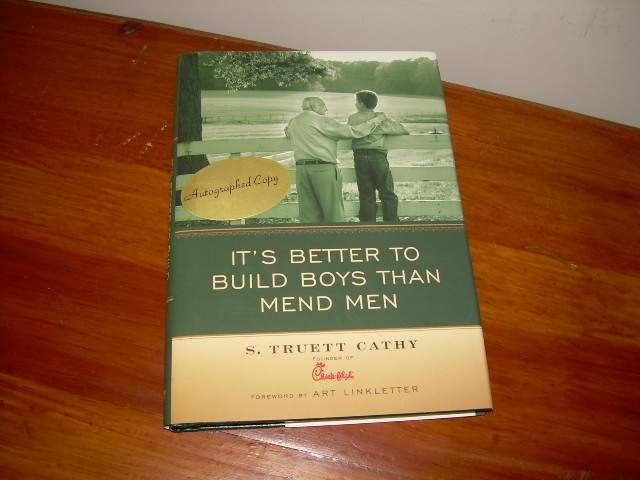 Autographed Copy
IT'S BETTER TO
BUILD BOYS THAN
MEND MEN
S. TRUETT CATHY
FOUNDER OF
Chick-fil-A
FOREWORD BY ART LINKLETTER